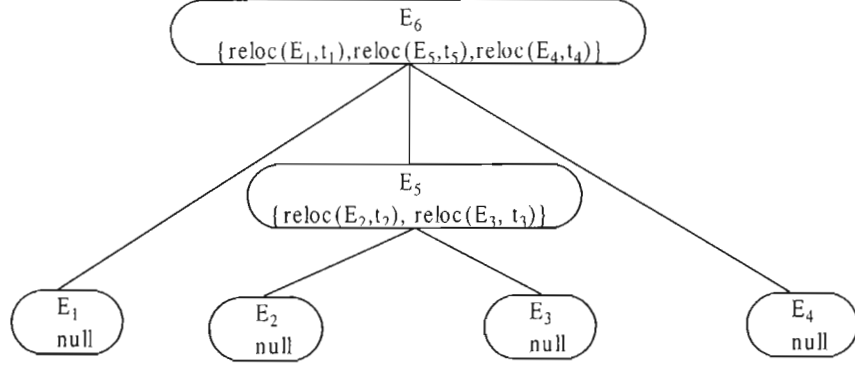 E₆
{reloc(E₁,t₁),reloc(E₅,t₅),reloc(E₄,t₄)}
E₅
{reloc(E₂,t₂), reloc(E₃, t₃)}
E₁
null
E₂
null
E₃
null
E₄
null